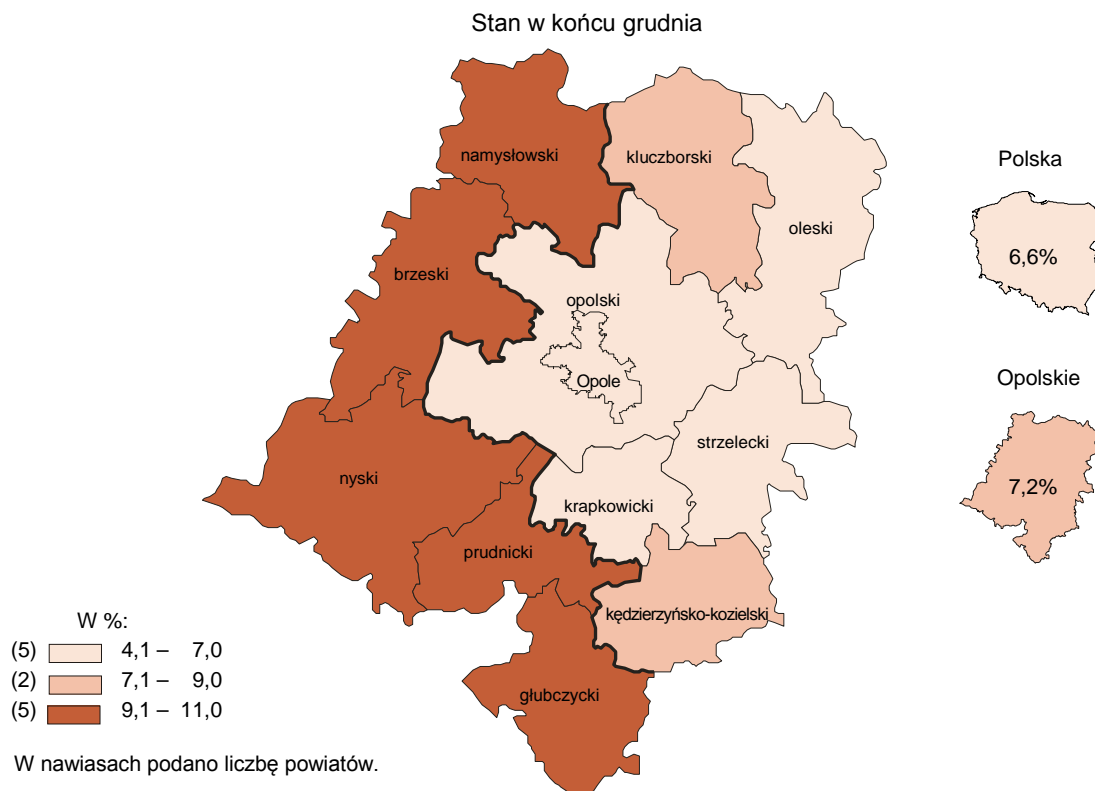 Stan w końcu grudnia
namysłowski
kluczborski
oleski
brzeski
opolski
Opole
strzelecki
nyski
krapkowicki
prudnicki
kędzierzyńsko-kozielski
głubczycki
Polska
6,6%
Opolskie
7,2%
W %:
(5) 4,1 – 7,0
(2) 7,1 – 9,0
(5) 9,1 – 11,0
W nawiasach podano liczbę powiatów.